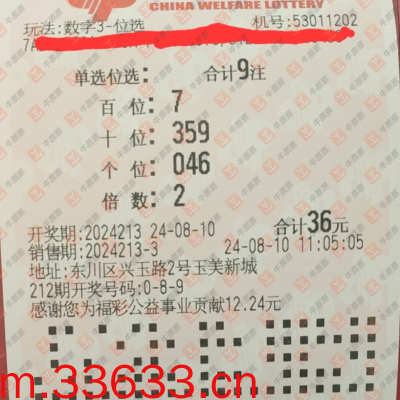 CHINA WELFARE LOTTERY
玩法:数字3-位选 机号:53011202
单选位选: 合计9注
百 位: 7
十 位: 359
个 位: 046
倍 数: 2
开奖期:2024213 24-08-10 合计36元
销售期:2024213-3 24-08-10 11:05:05
地址:东川区兴玉路2号玉美新城
212期开奖号码:0-8-9
感谢您为福彩公益事业贡献12.24元
m.33633.cn